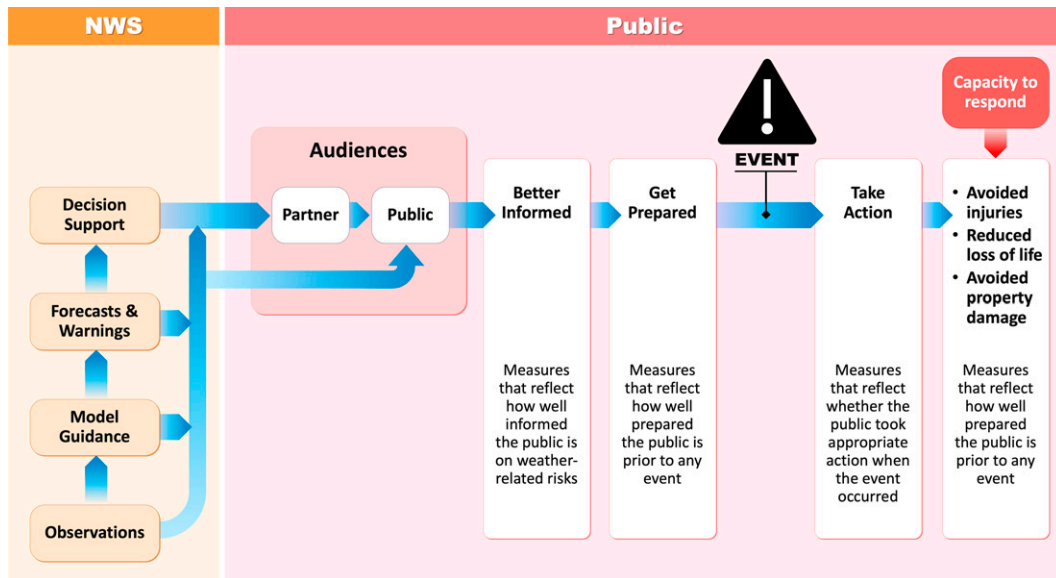 NWS
Public
Decision
Support
Forecasts &
Warnings
Model
Guidance
Observations
Audiences
Partner
Public
Better
Informed
Measures
that reflect
how well
informed
the public is
on weather-
related risks
Get
Prepared
Measures
that reflect
how well
prepared
the public is
prior to any
event
EVENT
Take
Action
Measures
that reflect
whether the
public took
appropriate
action when
the event
occurred
Capacity to
respond
• Avoided
injuries
• Reduced
loss of life
• Avoided
property
damage
Measures
that reflect
how well
prepared
the public is
prior to any
event